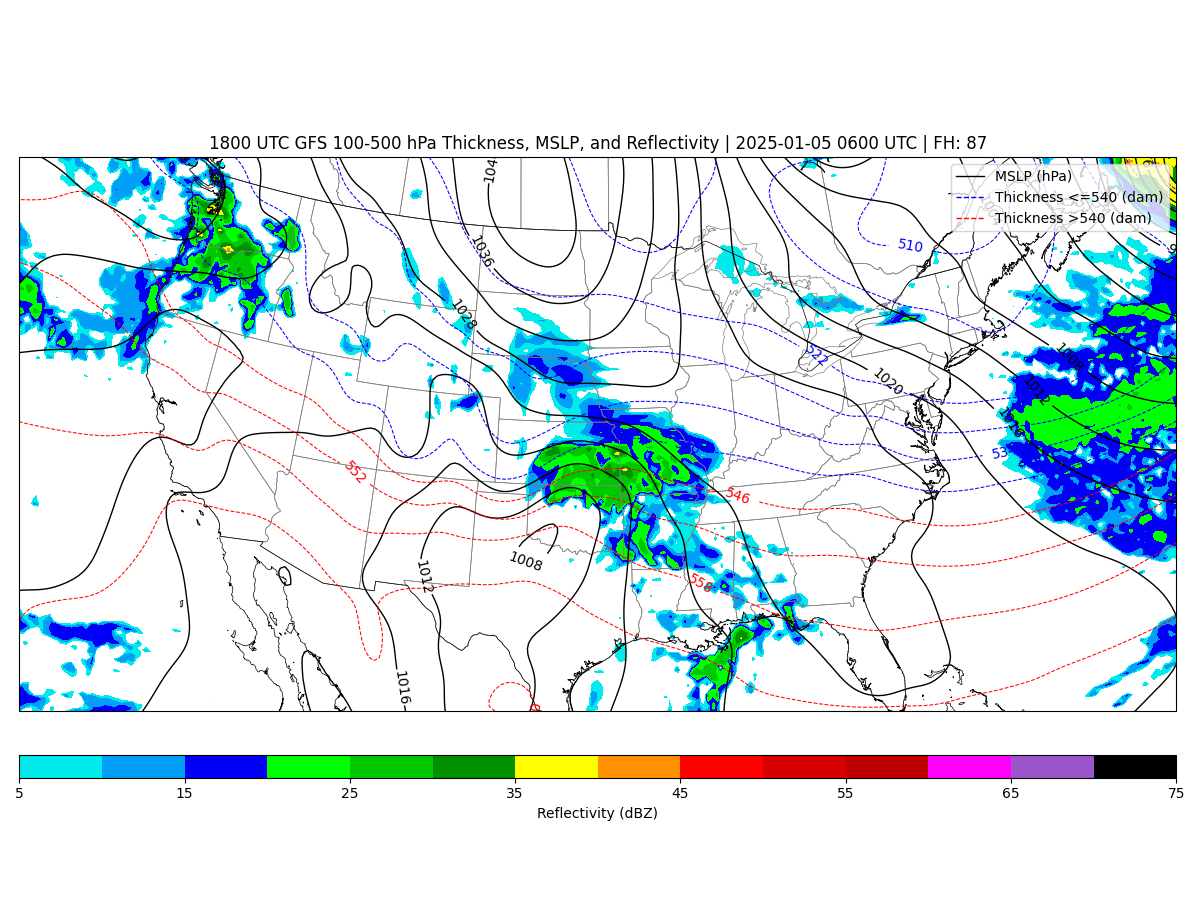 1800 UTC GFS 100-500 hPa Thickness, MSLP, and Reflectivity | 2025-01-05 0600 UTC | FH: 87
MSLP (hPa)
Thickness <=540 (dam)
Thickness >540 (dam)
104
1036
1028
510
522
1020
1008
1012
1016
53
552
546
1008
1012
558
1016
5 15 25 35 45 55 65 75
Reflectivity (dBZ)